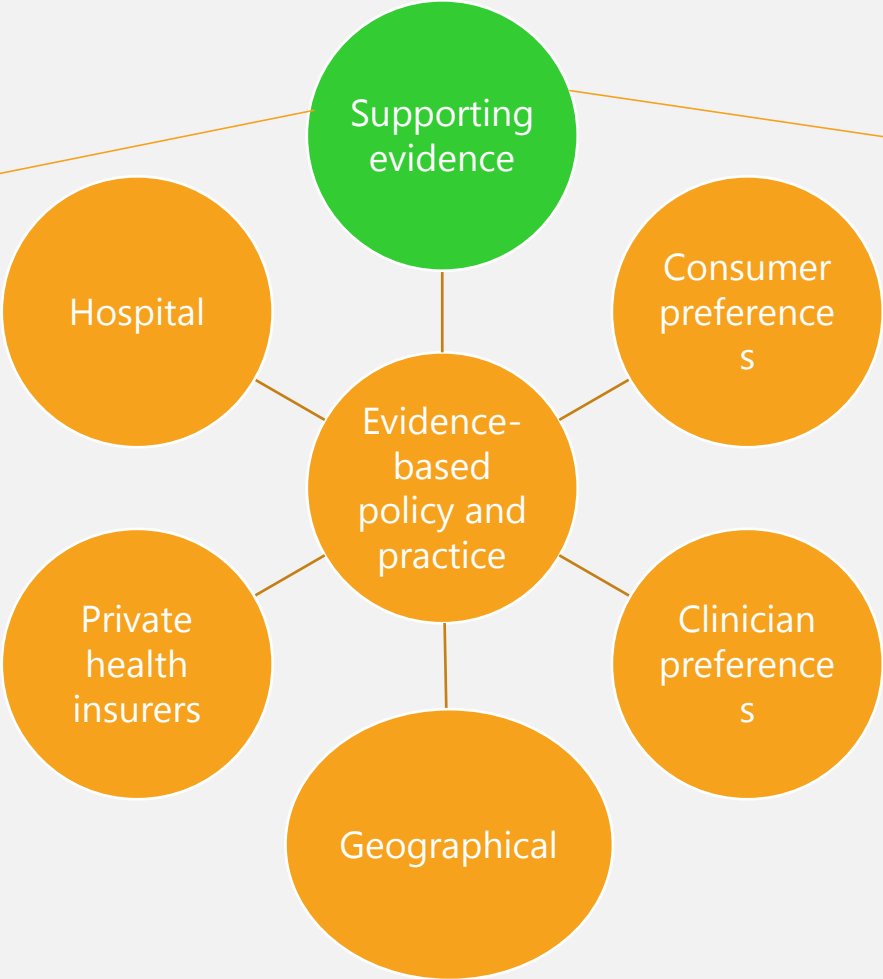 Supporting
evidence
Hospital
Consumer
preference
s
Evidence-
based
policy and
practice
Private
health
insurers
Clinician
preference
s
Geographical